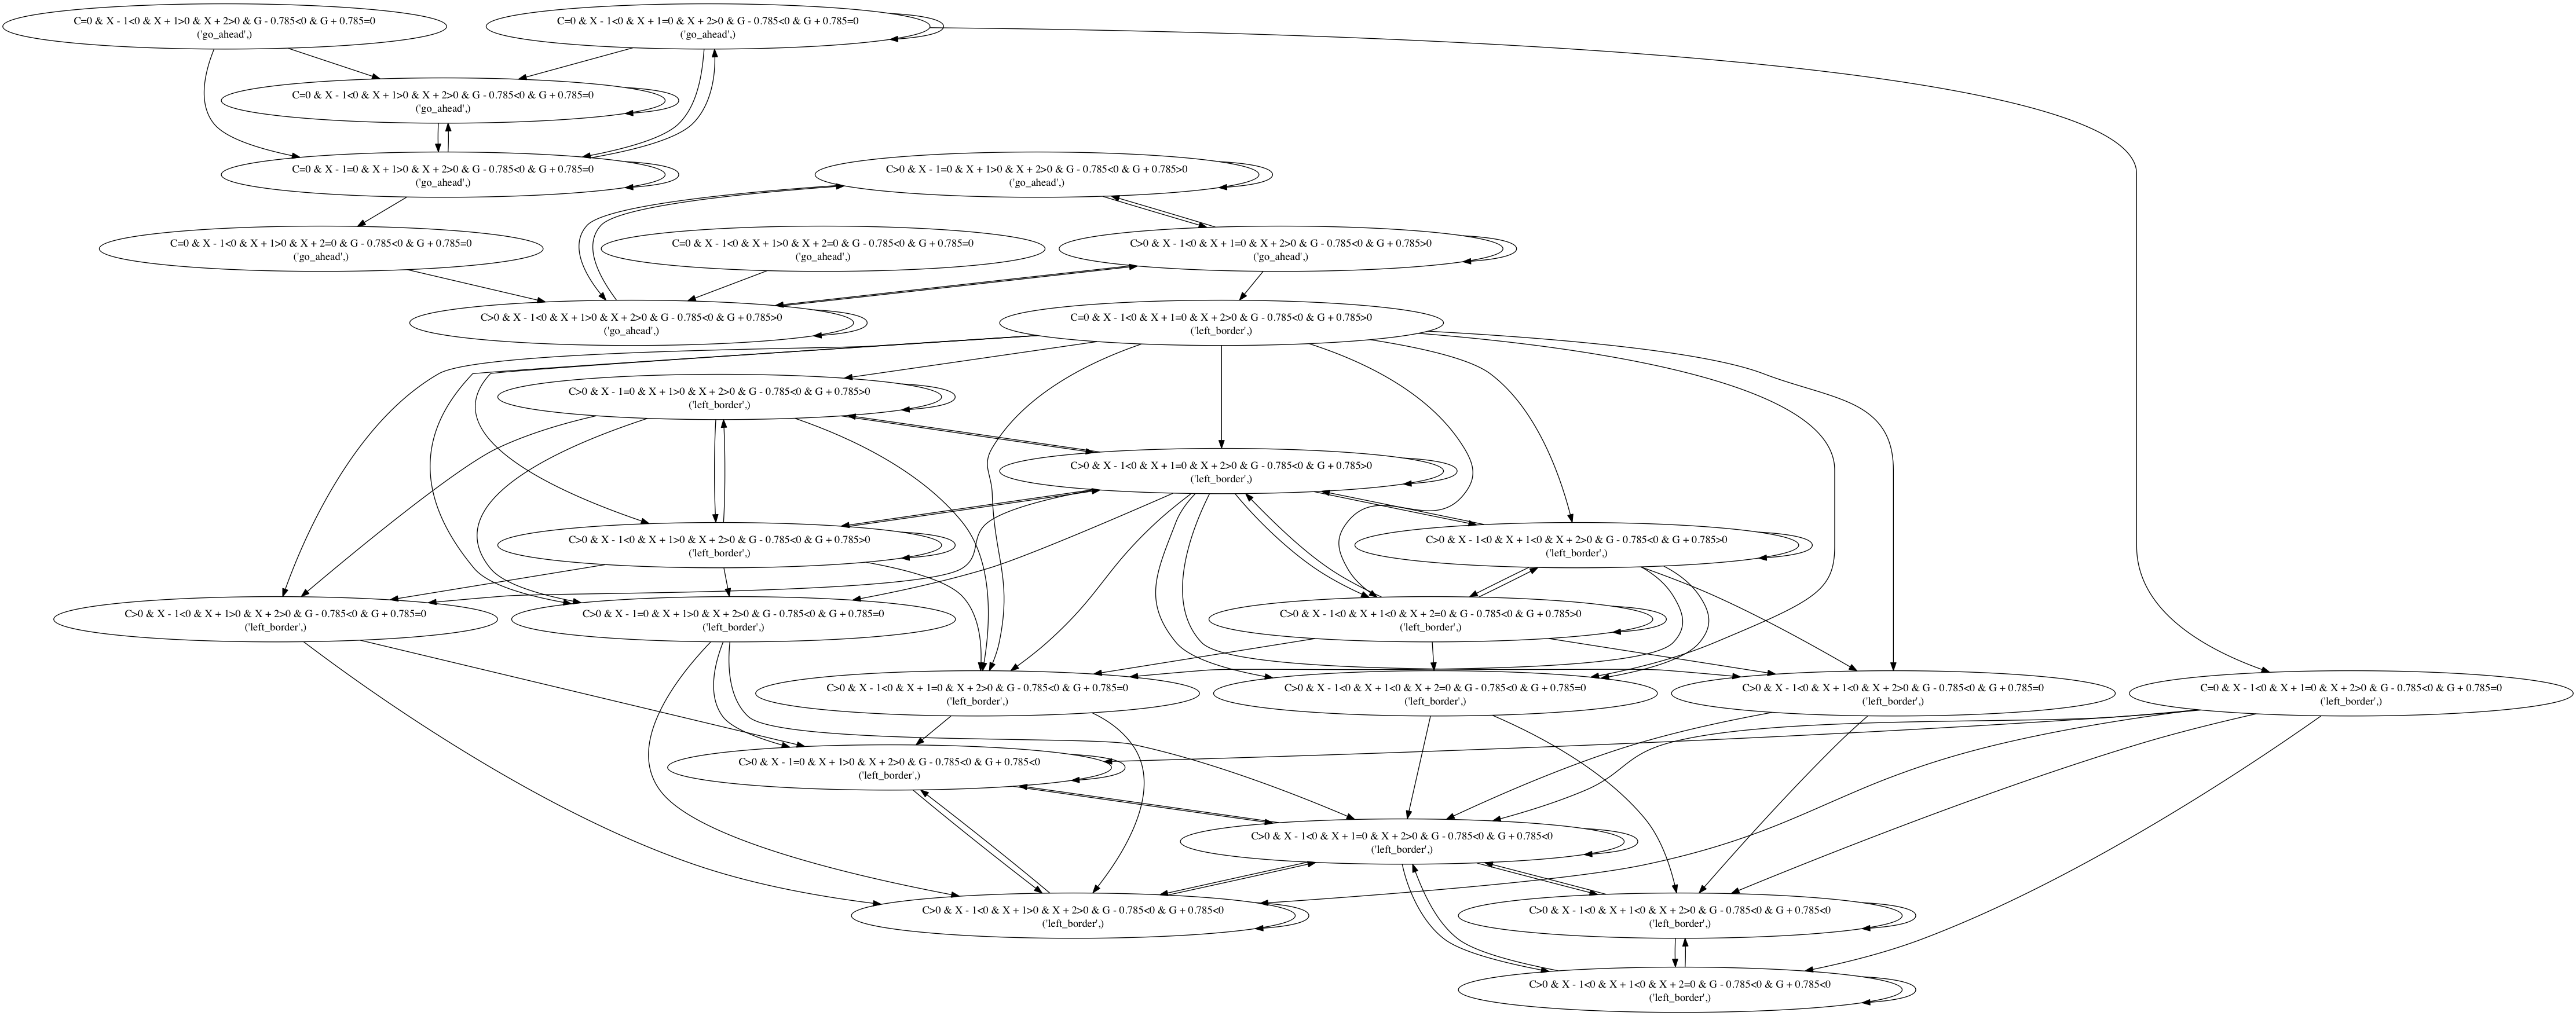 C=0 & X - 1<0 & X + 1>0 & X + 2>0 & G - 0.785<0 & G + 0.785=0
('go_ahead',)
C=0 & X - 1<0 & X + 1=0 & X + 2>0 & G - 0.785<0 & G + 0.785=0
('go_ahead',)
C=0 & X - 1<0 & X + 1>0 & X + 2>0 & G - 0.785<0 & G + 0.785=0
('go_ahead',)
C=0 & X - 1=0 & X + 1>0 & X + 2>0 & G - 0.785<0 & G + 0.785=0
('go_ahead',)
C>0 & X - 1=0 & X + 1>0 & X + 2>0 & G - 0.785<0 & G + 0.785>0
('go_ahead',)
C=0 & X - 1<0 & X + 1>0 & X + 2=0 & G - 0.785<0 & G + 0.785=0
('go_ahead',)
C=0 & X - 1<0 & X + 1>0 & X + 2=0 & G - 0.785<0 & G + 0.785=0
('go_ahead',)
C>0 & X - 1<0 & X + 1=0 & X + 2>0 & G - 0.785<0 & G + 0.785>0
('go_ahead',)
C>0 & X - 1<0 & X + 1>0 & X + 2>0 & G - 0.785<0 & G + 0.785>0
('go_ahead',)
C=0 & X - 1<0 & X + 1=0 & X + 2>0 & G - 0.785<0 & G + 0.785>0
('left_border',)
C>0 & X - 1=0 & X + 1>0 & X + 2>0 & G - 0.785<0 & G + 0.785>0
('left_border',)
C>0 & X - 1<0 & X + 1=0 & X + 2>0 & G - 0.785<0 & G + 0.785>0
('left_border',)
C>0 & X - 1<0 & X + 1>0 & X + 2>0 & G - 0.785<0 & G + 0.785>0
('left_border',)
C>0 & X - 1<0 & X + 1<0 & X + 2>0 & G - 0.785<0 & G + 0.785>0
('left_border',)
C>0 & X - 1<0 & X + 1>0 & X + 2>0 & G - 0.785<0 & G + 0.785=0
('left_border',)
C>0 & X - 1=0 & X + 1>0 & X + 2>0 & G - 0.785<0 & G + 0.785=0
('left_border',)
C>0 & X - 1<0 & X + 1<0 & X + 2=0 & G - 0.785<0 & G + 0.785>0
('left_border',)
C>0 & X - 1<0 & X + 1=0 & X + 2>0 & G - 0.785<0 & G + 0.785=0
('left_border',)
C>0 & X - 1<0 & X + 1<0 & X + 2=0 & G - 0.785<0 & G + 0.785=0
('left_border',)
C>0 & X - 1<0 & X + 1<0 & X + 2>0 & G - 0.785<0 & G + 0.785=0
('left_border',)
C=0 & X - 1<0 & X + 1=0 & X + 2>0 & G - 0.785<0 & G + 0.785=0
('left_border',)
C>0 & X - 1=0 & X + 1>0 & X + 2>0 & G - 0.785<0 & G + 0.785<0
('left_border',)
C>0 & X - 1<0 & X + 1=0 & X + 2>0 & G - 0.785<0 & G + 0.785<0
('left_border',)
C>0 & X - 1<0 & X + 1>0 & X + 2>0 & G - 0.785<0 & G + 0.785<0
('left_border',)
C>0 & X - 1<0 & X + 1<0 & X + 2>0 & G - 0.785<0 & G + 0.785<0
('left_border',)
C>0 & X - 1<0 & X + 1<0 & X + 2=0 & G - 0.785<0 & G + 0.785<0
('left_border',)